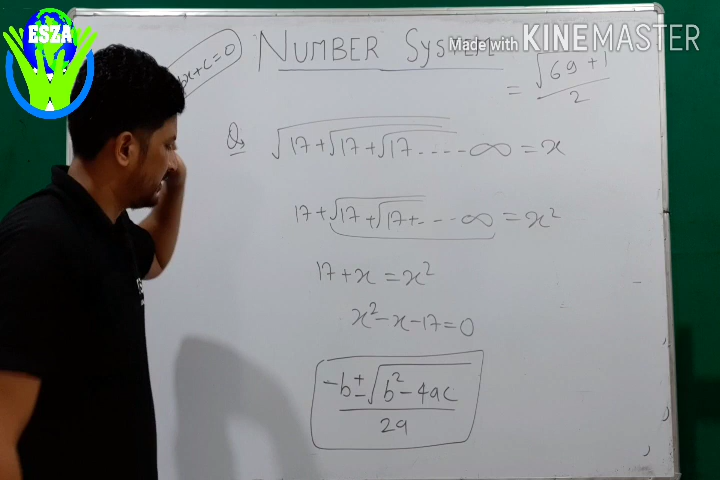 ESZA
Made with KINEMASTER
NUMBER SYSTEM
bx+c=0
= √69 +1 / 2
Q. √17+√17+√17.....∞ = x
17+√17+√17+....∞ = x²
17+x = x²
x²-x-17=0
-b±√b²-4ac / 2a